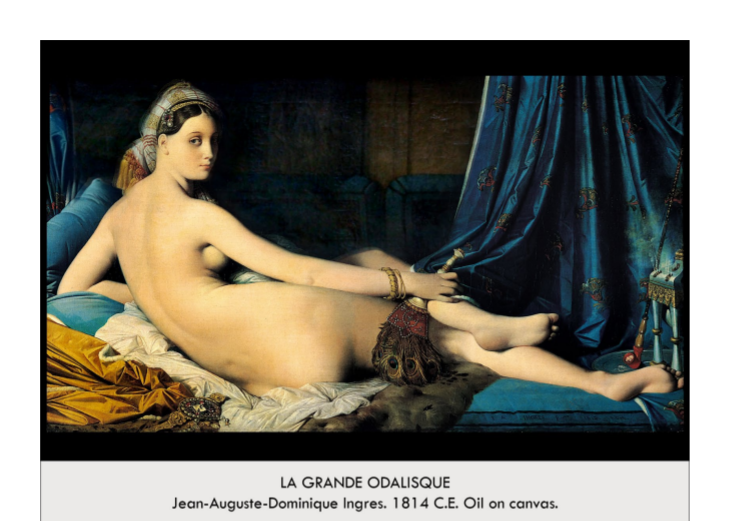 LA GRANDE ODALISQUE
Jean-Auguste-Dominique Ingres. 1814 C.E. Oil on canvas.